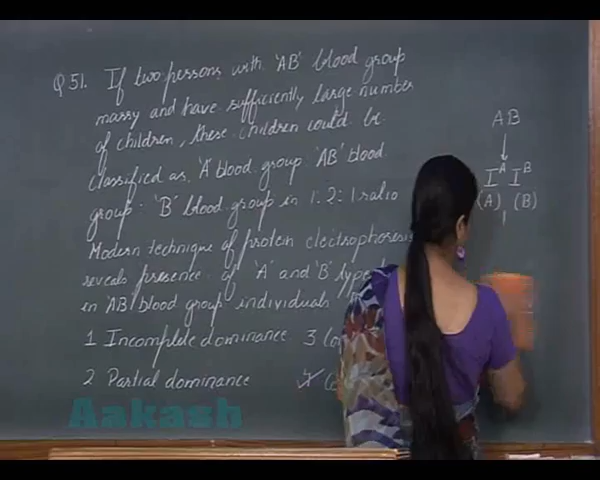 Q 51. If two persons with 'AB' blood group
marry and have sufficiently large number
of children, these children could be
classified as 'A' blood group 'AB' blood
group: 'B' blood group in 1:2:1 ratio
Modern technique of protein electrophoresis
reveals presence of 'A' and 'B' type
in 'AB' blood group individuals
1 Incomplete dominance 3
2 Partial dominance 4
AB
I^A I^B
(A) (B)
Aakash